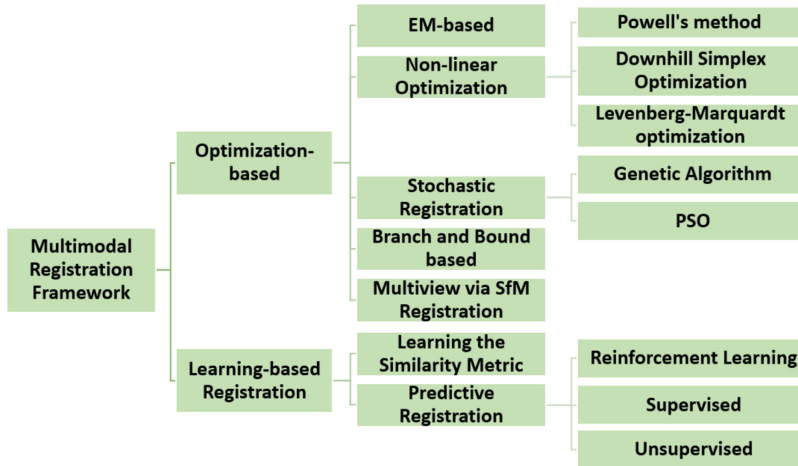 Multimodal
Registration
Framework
Optimization-
based
EM-based
Non-linear
Optimization
Powell's method
Downhill Simplex
Optimization
Levenberg-Marquardt
optimization
Stochastic
Registration
Genetic Algorithm
PSO
Branch and Bound
based
Multiview via SfM
Registration
Learning-based
Registration
Learning the
Similarity Metric
Predictive
Registration
Reinforcement Learning
Supervised
Unsupervised